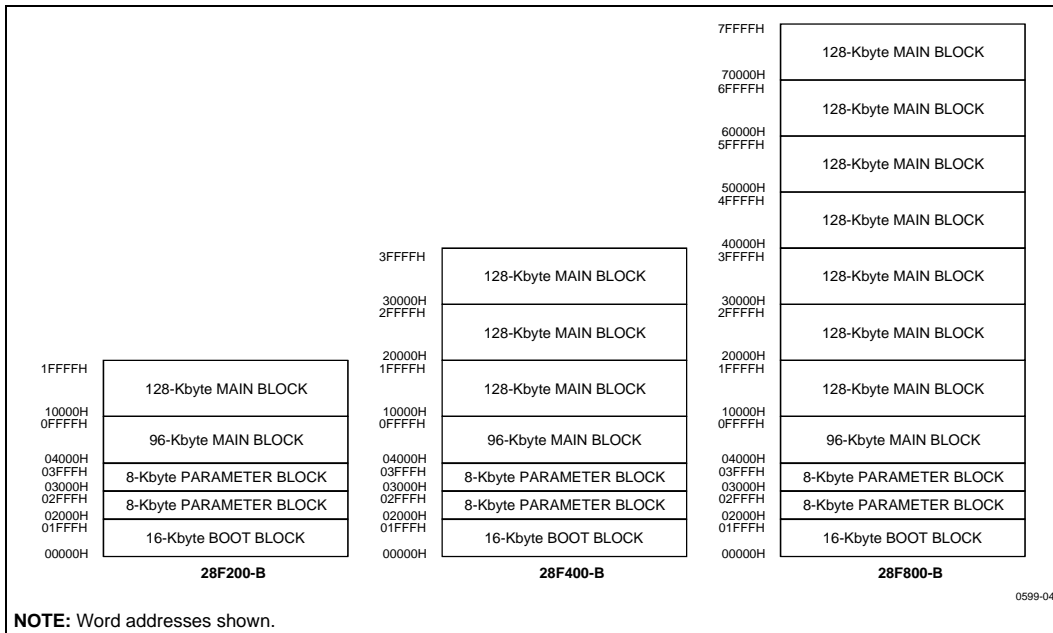 1FFFFH
128-Kbyte MAIN BLOCK
10000H
0FFFFH
96-Kbyte MAIN BLOCK
04000H
03FFFH
8-Kbyte PARAMETER BLOCK
03000H
02FFFH
8-Kbyte PARAMETER BLOCK
02000H
01FFFH
16-Kbyte BOOT BLOCK
00000H
28F200-B
3FFFFH
128-Kbyte MAIN BLOCK
30000H
2FFFFH
128-Kbyte MAIN BLOCK
20000H
1FFFFH
128-Kbyte MAIN BLOCK
10000H
0FFFFH
96-Kbyte MAIN BLOCK
04000H
03FFFH
8-Kbyte PARAMETER BLOCK
03000H
02FFFH
8-Kbyte PARAMETER BLOCK
02000H
01FFFH
16-Kbyte BOOT BLOCK
00000H
28F400-B
7FFFFH
128-Kbyte MAIN BLOCK
70000H
6FFFFH
128-Kbyte MAIN BLOCK
60000H
5FFFFH
128-Kbyte MAIN BLOCK
50000H
4FFFFH
128-Kbyte MAIN BLOCK
40000H
3FFFFH
128-Kbyte MAIN BLOCK
30000H
2FFFFH
128-Kbyte MAIN BLOCK
20000H
1FFFFH
128-Kbyte MAIN BLOCK
10000H
0FFFFH
96-Kbyte MAIN BLOCK
04000H
03FFFH
8-Kbyte PARAMETER BLOCK
03000H
02FFFH
8-Kbyte PARAMETER BLOCK
02000H
01FFFH
16-Kbyte BOOT BLOCK
00000H
28F800-B
0599-04
NOTE: Word addresses shown.